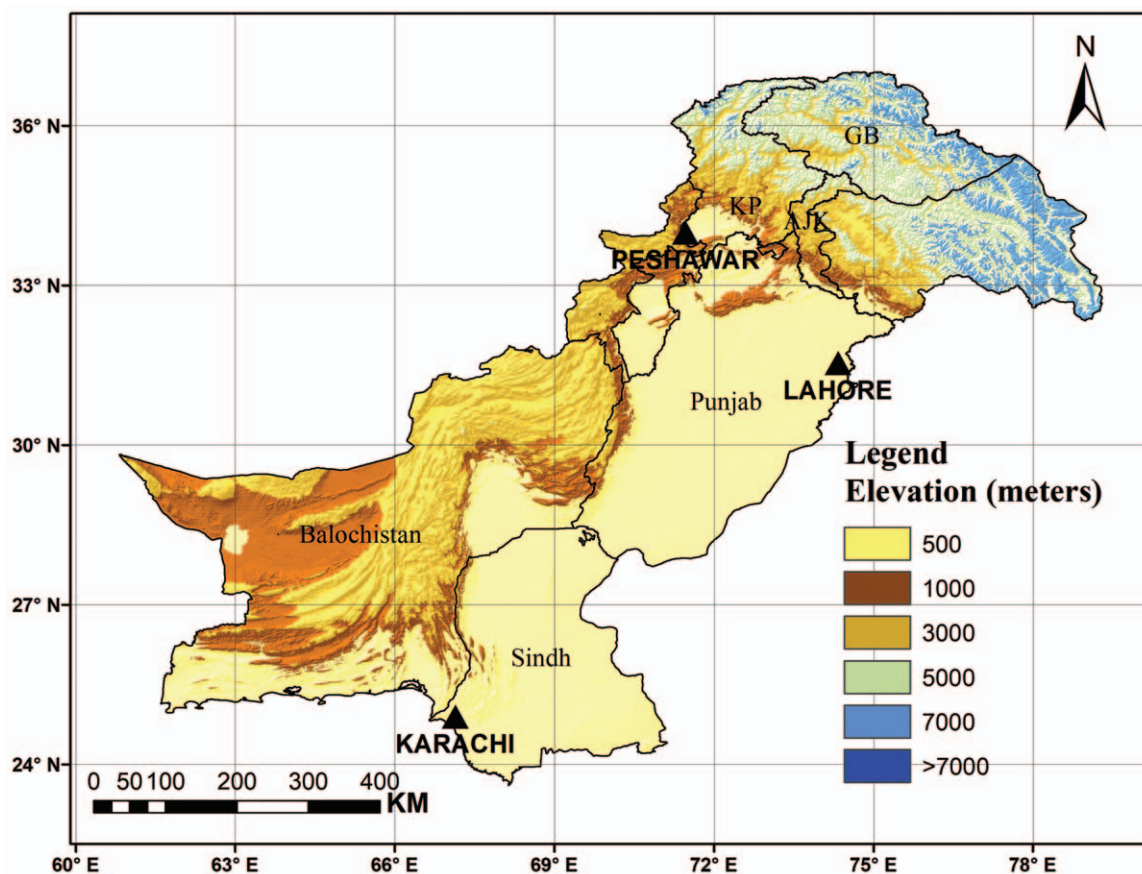 N
36° N
GB
KP
AJK
PESHAWAR
33° N
LAHORE
Punjab
30° N
Legend
Elevation (meters)
Balochistan
500
1000
27° N
3000
Sindh
5000
7000
KARACHI
>7000
24° N
0 50 100 200 300 400
KM
60° E 63° E 66° E 69° E 72° E 75° E 78° E